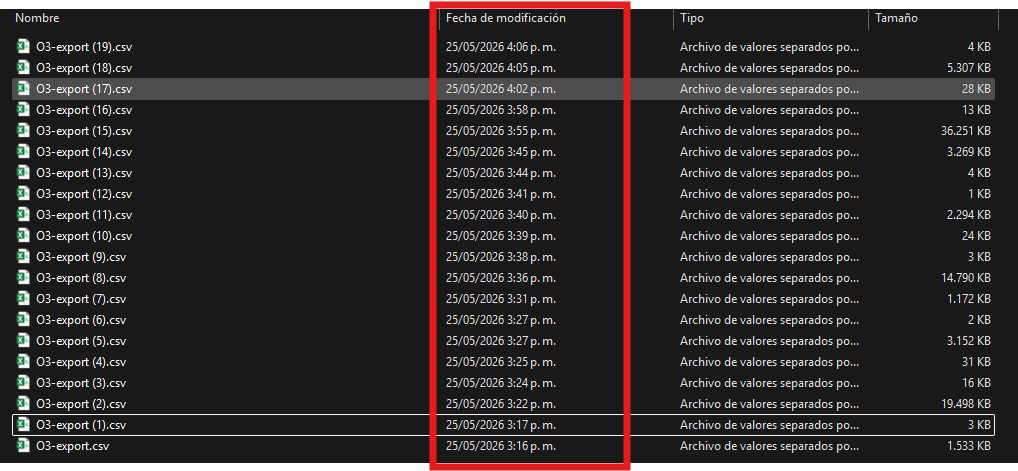 Nombre Fecha de modificación Tipo Tamaño
O3-export (19).csv 25/05/2026 4:06 p. m. Archivo de valores separados po... 4 KB
O3-export (18).csv 25/05/2026 4:05 p. m. Archivo de valores separados po... 5.307 KB
O3-export (17).csv 25/05/2026 4:02 p. m. Archivo de valores separados po... 28 KB
O3-export (16).csv 25/05/2026 3:58 p. m. Archivo de valores separados po... 13 KB
O3-export (15).csv 25/05/2026 3:55 p. m. Archivo de valores separados po... 36.251 KB
O3-export (14).csv 25/05/2026 3:45 p. m. Archivo de valores separados po... 3.269 KB
O3-export (13).csv 25/05/2026 3:44 p. m. Archivo de valores separados po... 4 KB
O3-export (12).csv 25/05/2026 3:41 p. m. Archivo de valores separados po... 1 KB
O3-export (11).csv 25/05/2026 3:40 p. m. Archivo de valores separados po... 2.294 KB
O3-export (10).csv 25/05/2026 3:39 p. m. Archivo de valores separados po... 24 KB
O3-export (9).csv 25/05/2026 3:38 p. m. Archivo de valores separados po... 3 KB
O3-export (8).csv 25/05/2026 3:36 p. m. Archivo de valores separados po... 14.790 KB
O3-export (7).csv 25/05/2026 3:31 p. m. Archivo de valores separados po... 1.172 KB
O3-export (6).csv 25/05/2026 3:27 p. m. Archivo de valores separados po... 2 KB
O3-export (5).csv 25/05/2026 3:27 p. m. Archivo de valores separados po... 3.152 KB
O3-export (4).csv 25/05/2026 3:25 p. m. Archivo de valores separados po... 31 KB
O3-export (3).csv 25/05/2026 3:24 p. m. Archivo de valores separados po... 16 KB
O3-export (2).csv 25/05/2026 3:22 p. m. Archivo de valores separados po... 19.498 KB
O3-export (1).csv 25/05/2026 3:17 p. m. Archivo de valores separados po... 3 KB
O3-export.csv 25/05/2026 3:16 p. m. Archivo de valores separados po... 1.533 KB